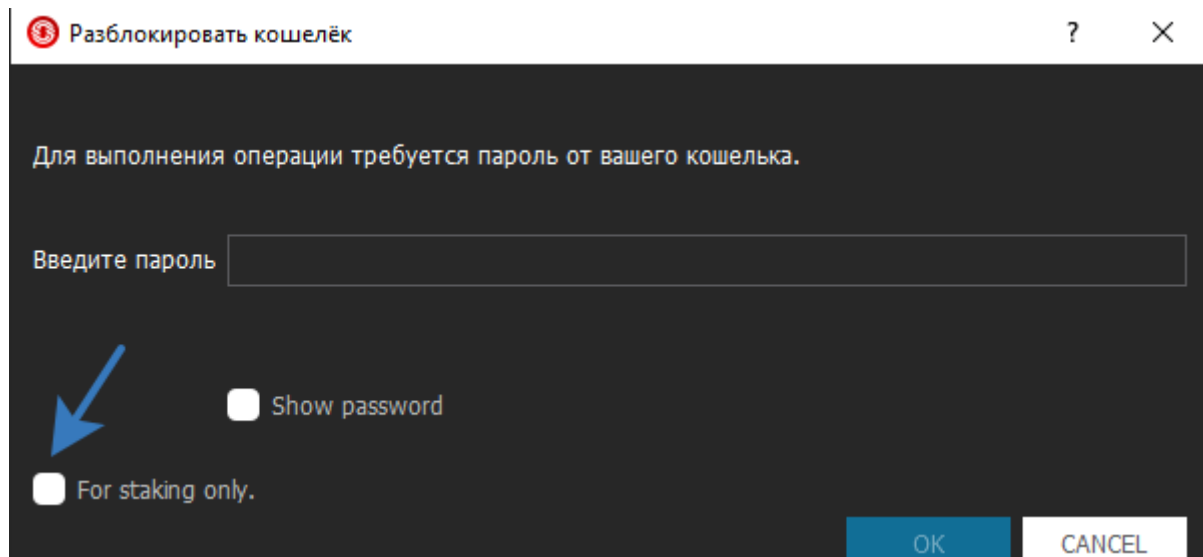 Разблокировать кошелёк
?
Для выполнения операции требуется пароль от вашего кошелька.
Введите пароль
Show password
For staking only.
OK
CANCEL